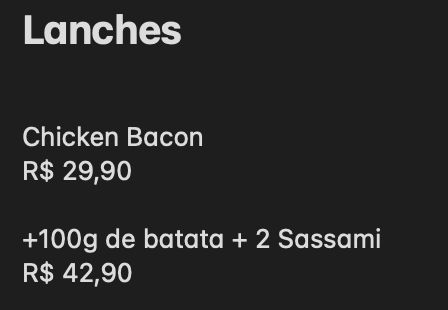 Lanches
Chicken Bacon
R$ 29,90
+100g de batata + 2 Sassami
R$ 42,90